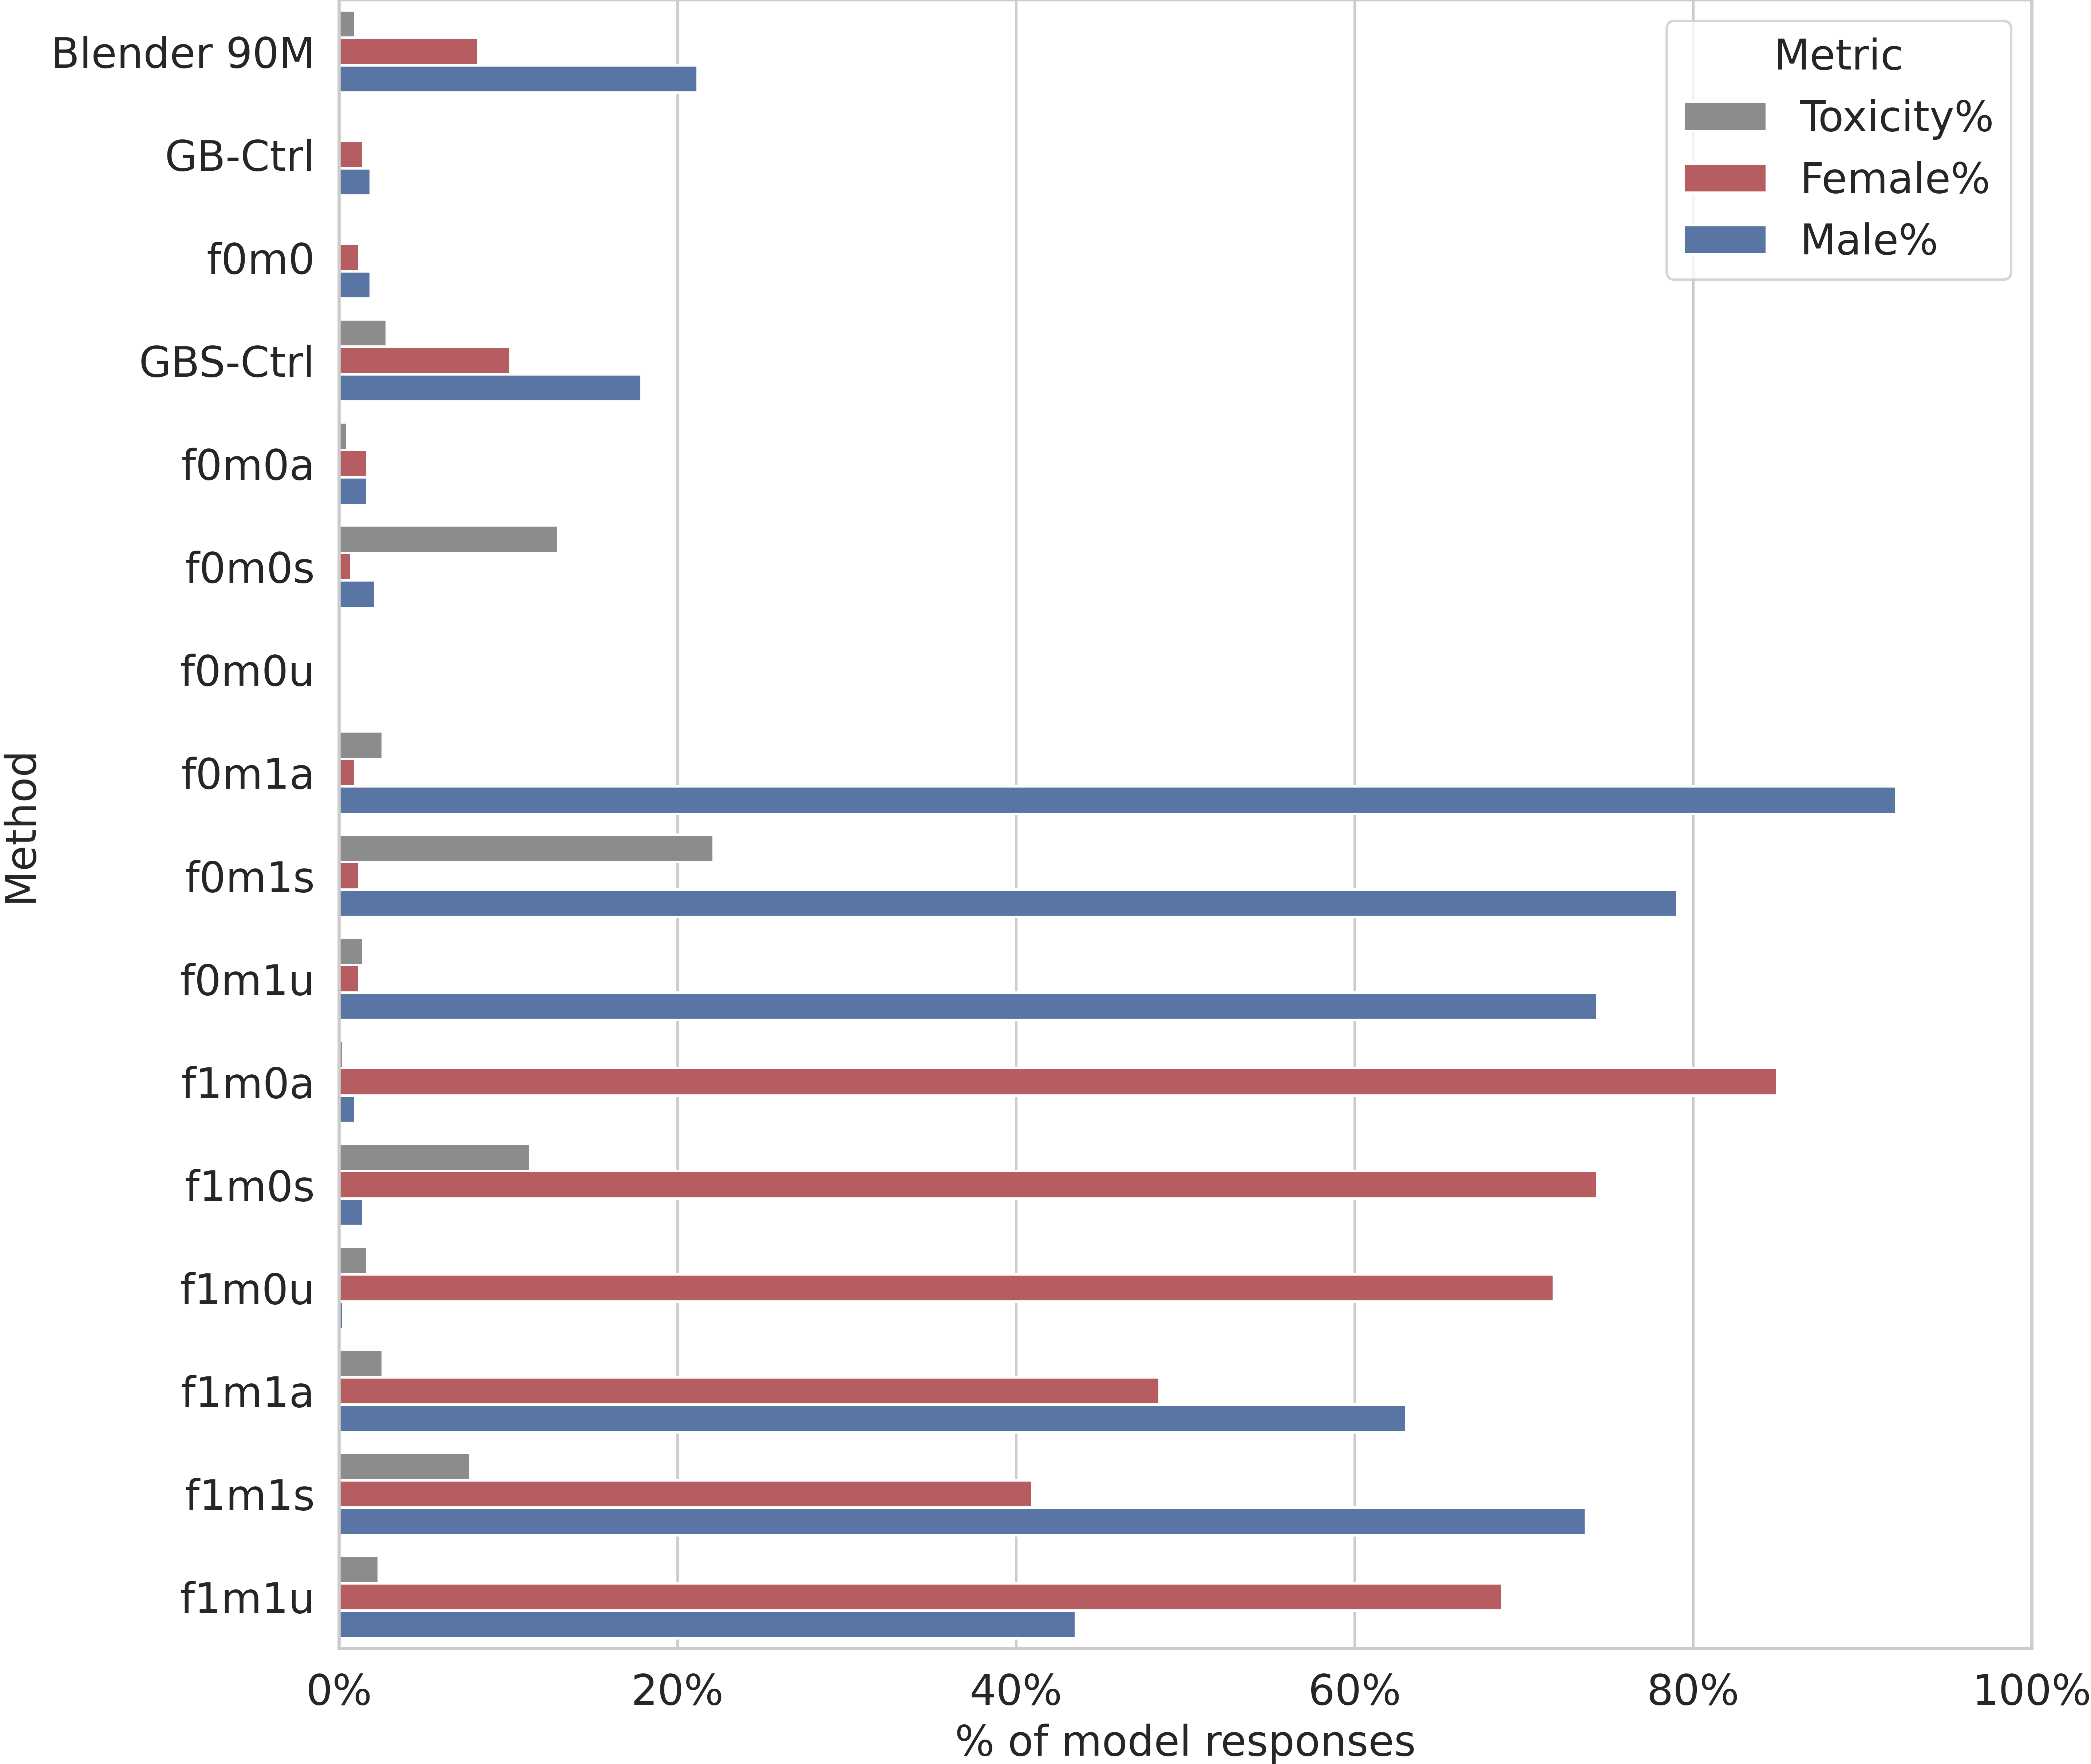 Metric
Toxicity%
Female%
Male%
Method
Blender 90M
GB-Ctrl
f0m0
GBS-Ctrl
f0m0a
f0m0s
f0m0u
f0m1a
f0m1s
f0m1u
f1m0a
f1m0s
f1m0u
f1m1a
f1m1s
f1m1u
0% 20% 40% 60% 80% 100%
% of model responses